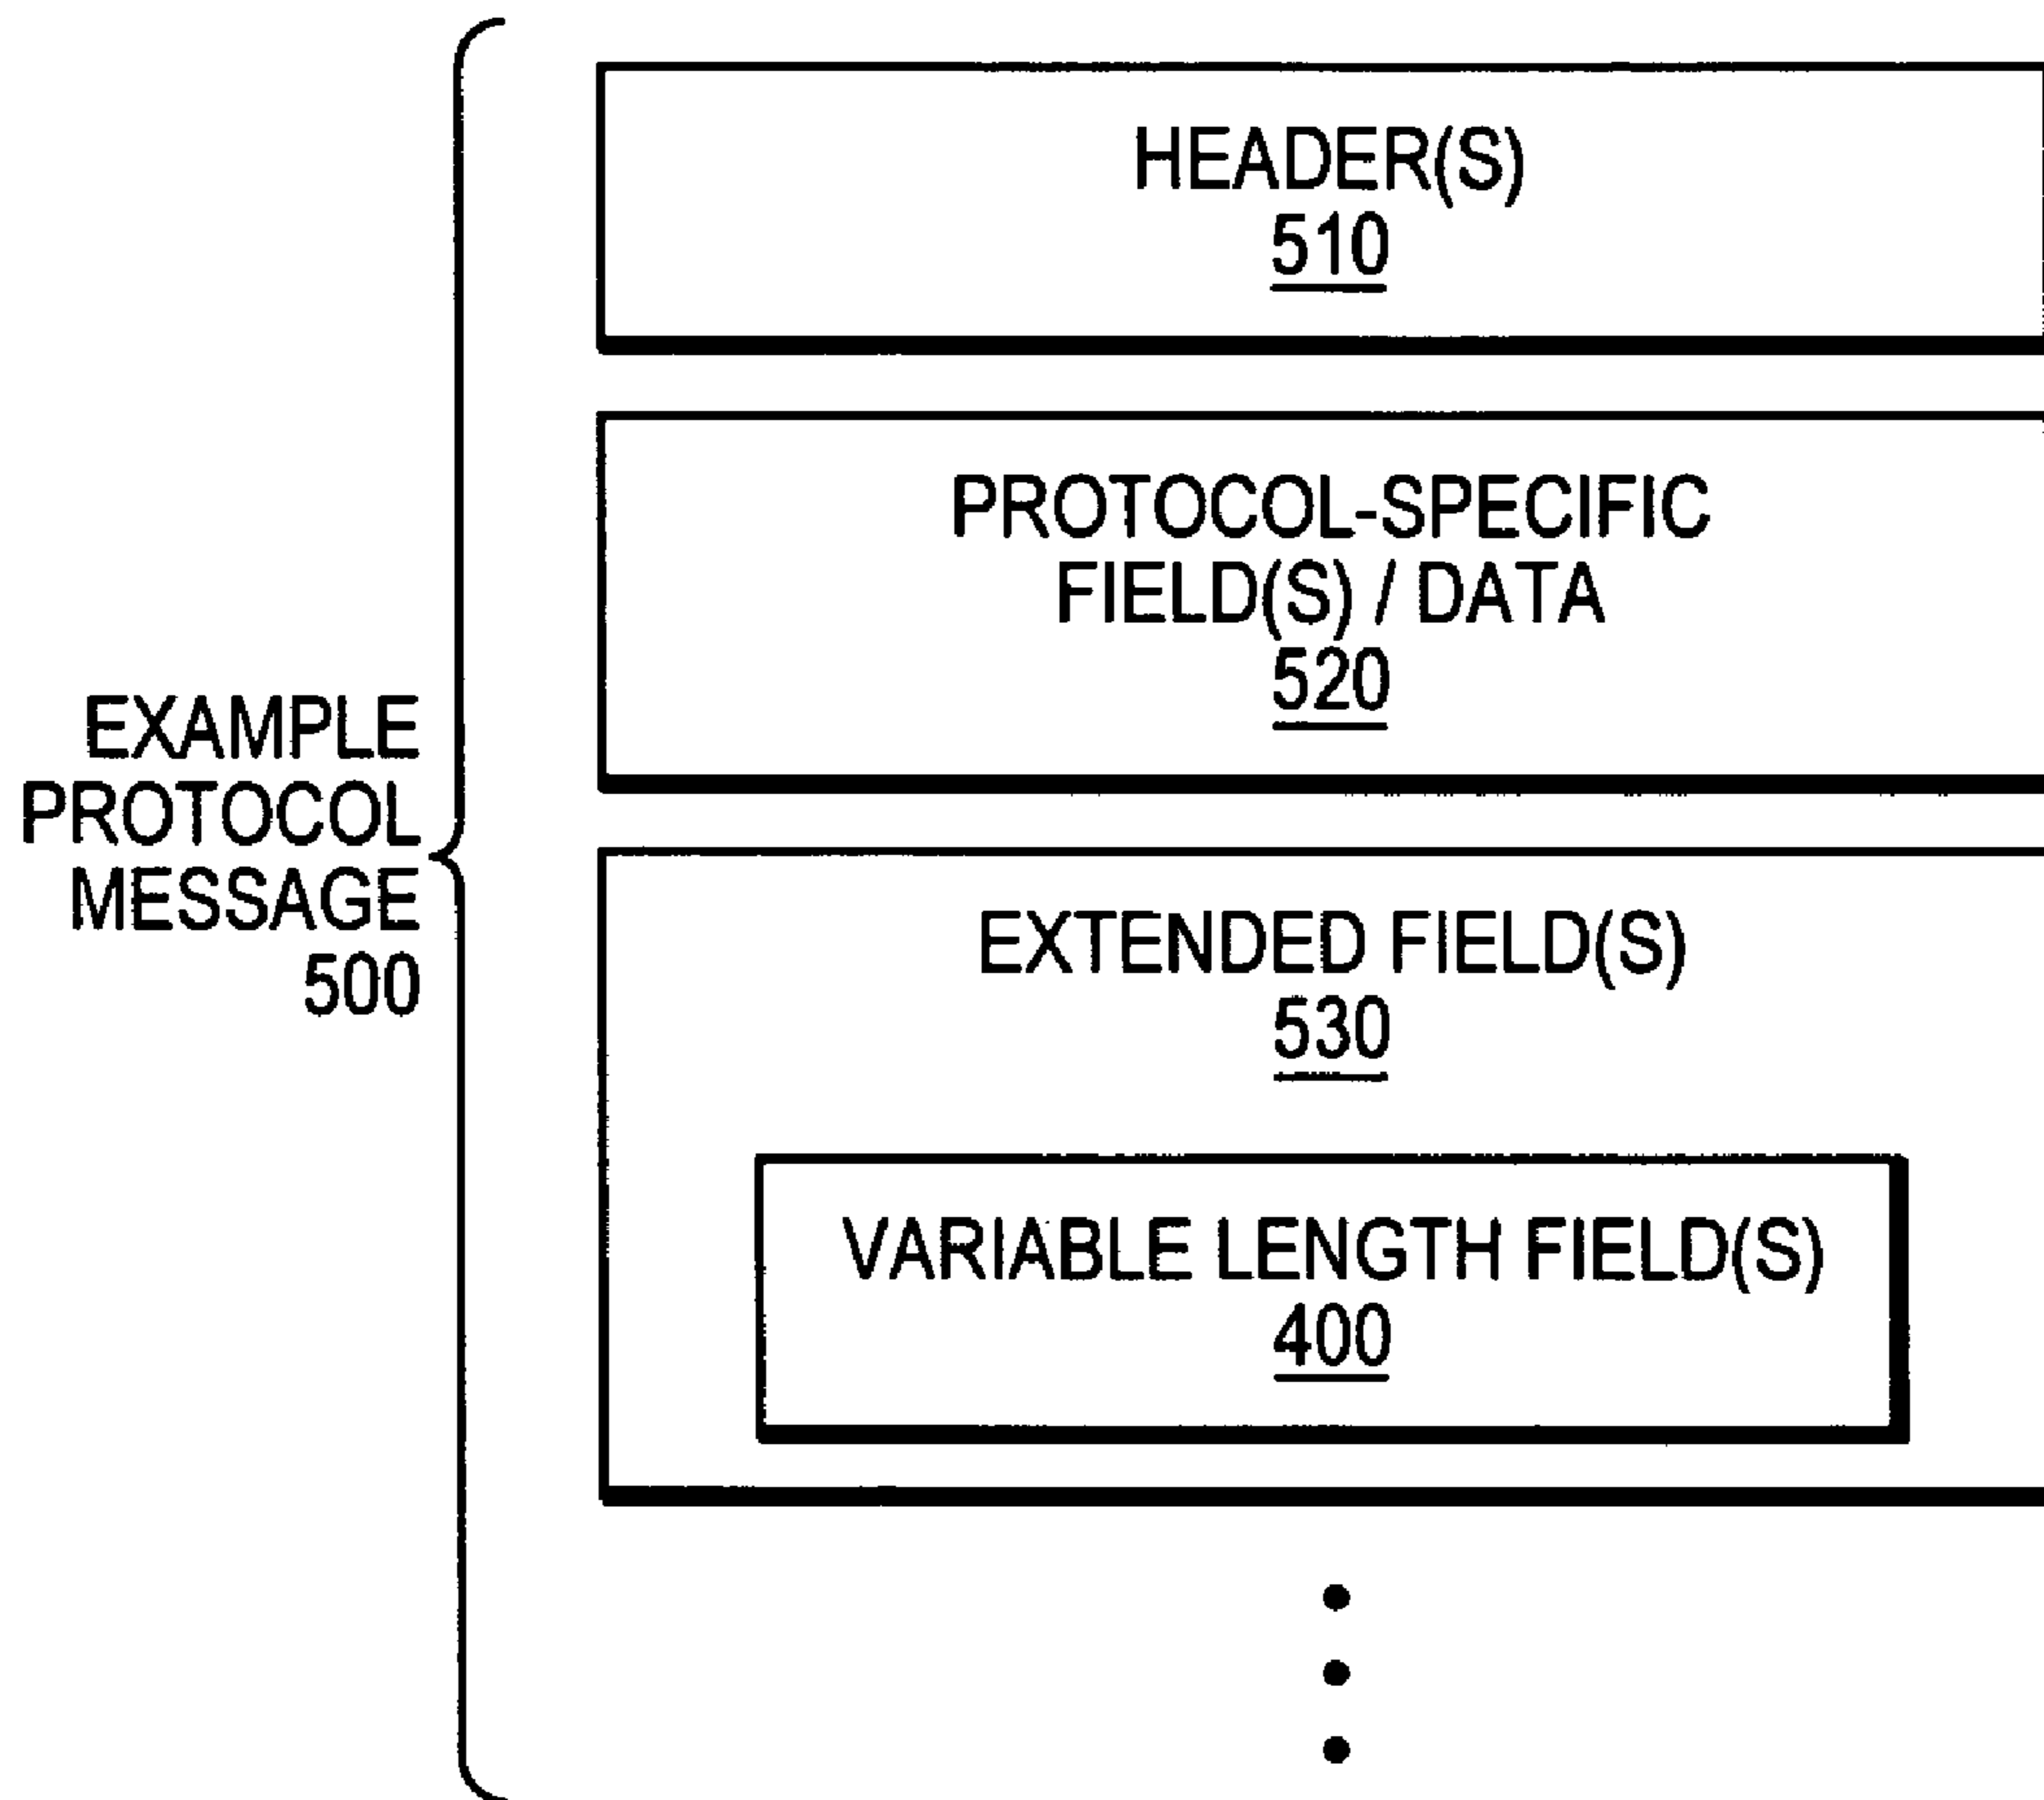 HEADER(S)
510
PROTOCOL-SPECIFIC
FIELD(S) / DATA
520
EXAMPLE
PROTOCOL
MESSAGE
500
EXTENDED FIELD(S)
530
VARIABLE LENGTH FIELD(S)
400